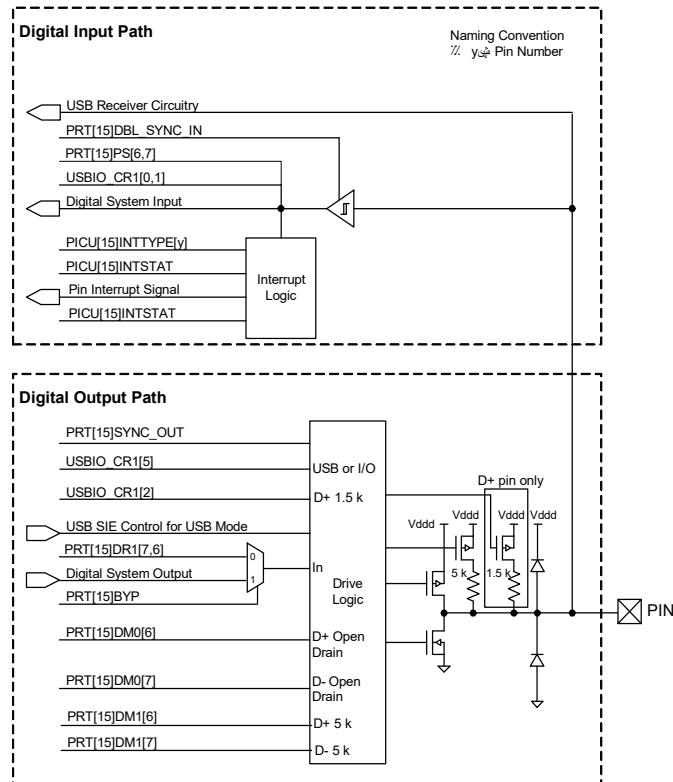 Digital Input Path
Naming Convention
Pin Number
USB Receiver Circuitry
PRT[15]DBL_SYNC_IN
PRT[15]PS[6,7]
USBIO_CR1[0,1]
Digital System Input
PICU[15]INTTYPE[y]
PICU[15]INTSTAT
Pin Interrupt Signal
PICU[15]INTSTAT
Interrupt
Logic
Digital Output Path
PRT[15]SYNC_OUT
USBIO_CR1[5]
USB or I/O
USBIO_CR1[2]
D+ 1.5 k
D+ pin only
USB SIE Control for USB Mode
Vddd
Vddd
Vddd
Vddd
PRT[15]DR1[7,6]
0
Digital System Output
1
PRT[15]BYP
In
Drive
Logic
5 k
1.5 k
PIN
PRT[15]DM0[6]
D+ Open
Drain
PRT[15]DM0[7]
D- Open
Drain
PRT[15]DM1[6]
D+ 5 k
PRT[15]DM1[7]
D- 5 k